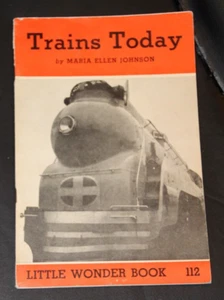 Trains Today
by MARIA ELLEN JOHNSON
LITTLE WONDER BOOK 112